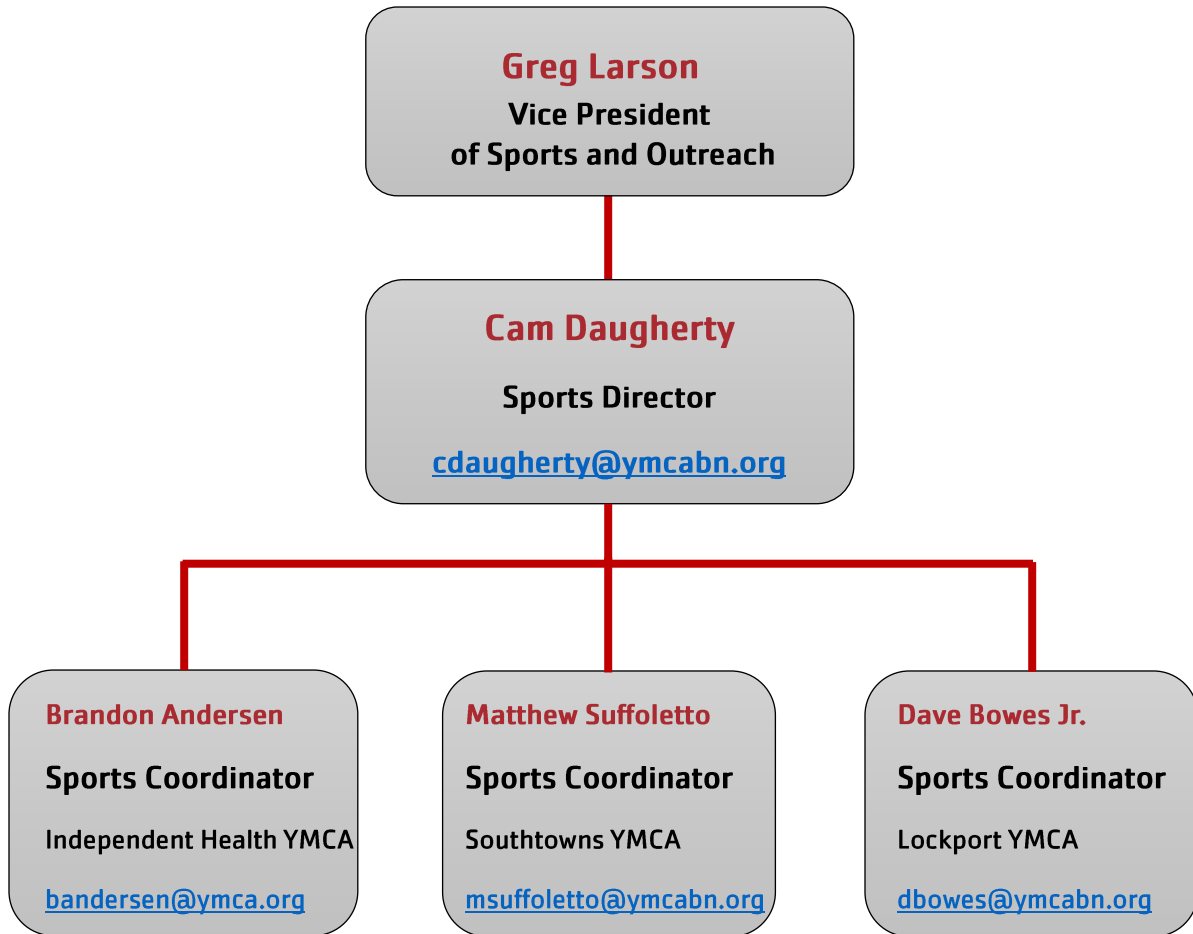 Greg Larson
Vice President
of Sports and Outreach
Cam Daugherty
Sports Director
cdaugherty@ymcabn.org
Brandon Andersen
Sports Coordinator
Independent Health YMCA
bandersen@ymca.org
Matthew Suffoletto
Sports Coordinator
Southtowns YMCA
msuffoletto@ymcabn.org
Dave Bowes Jr.
Sports Coordinator
Lockport YMCA
dbowes@ymcabn.org